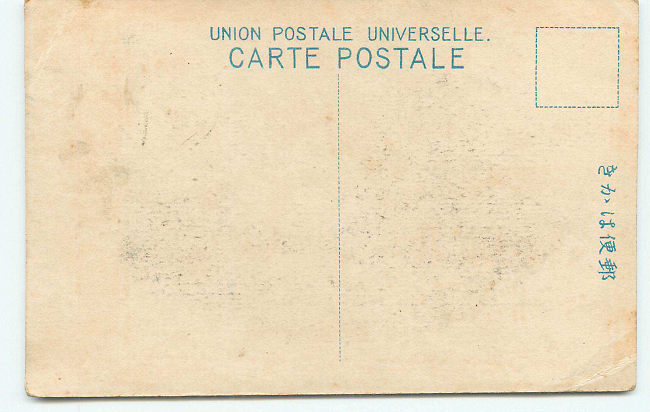 UNION POSTALE UNIVERSELLE.
CARTE POSTALE
郵便はかき